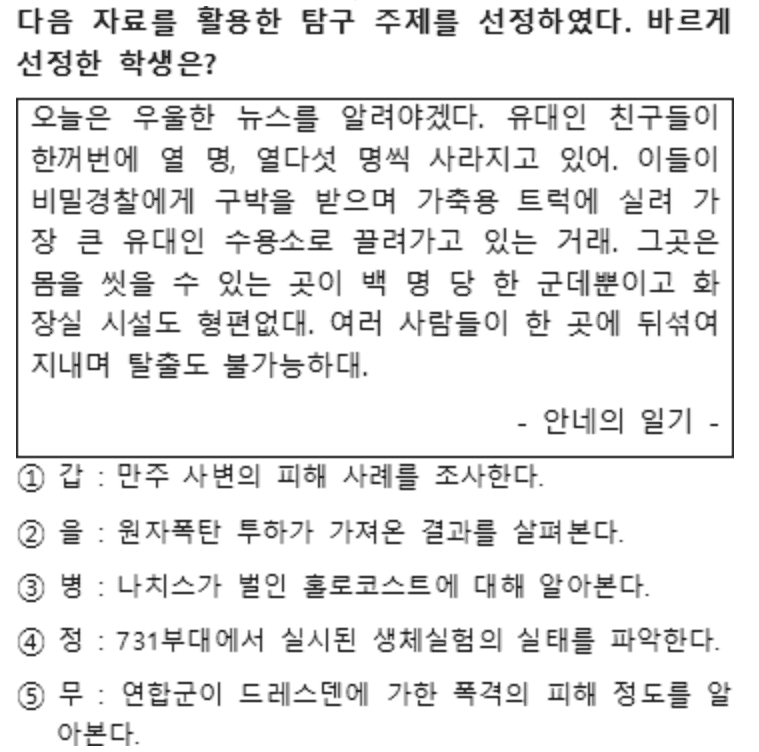 다음 자료를 활용한 탐구 주제를 선정하였다. 바르게
선정한 학생은?
오늘은 우울한 뉴스를 알려야겠다. 유대인 친구들이
한꺼번에 열 명, 열다섯 명씩 사라지고 있어. 이들이
비밀경찰에게 구박을 받으며 가축용 트럭에 실려 가
장 큰 유대인 수용소로 끌려가고 있는 거래. 그곳은
몸을 씻을 수 있는 곳이 백 명 당 한 군데뿐이고 화
장실 시설도 형편없대. 여러 사람들이 한 곳에 뒤섞여
지내며 탈출도 불가능하대.
- 안네의 일기 -
① 갑 : 만주 사변의 피해 사례를 조사한다.
② 을 : 원자폭탄 투하가 가져온 결과를 살펴본다.
③ 병 : 나치스가 벌인 홀로코스트에 대해 알아본다.
④ 정 : 731부대에서 실시된 생체실험의 실태를 파악한다.
⑤ 무 : 연합군이 드레스덴에 가한 폭격의 피해 정도를 알
아본다.